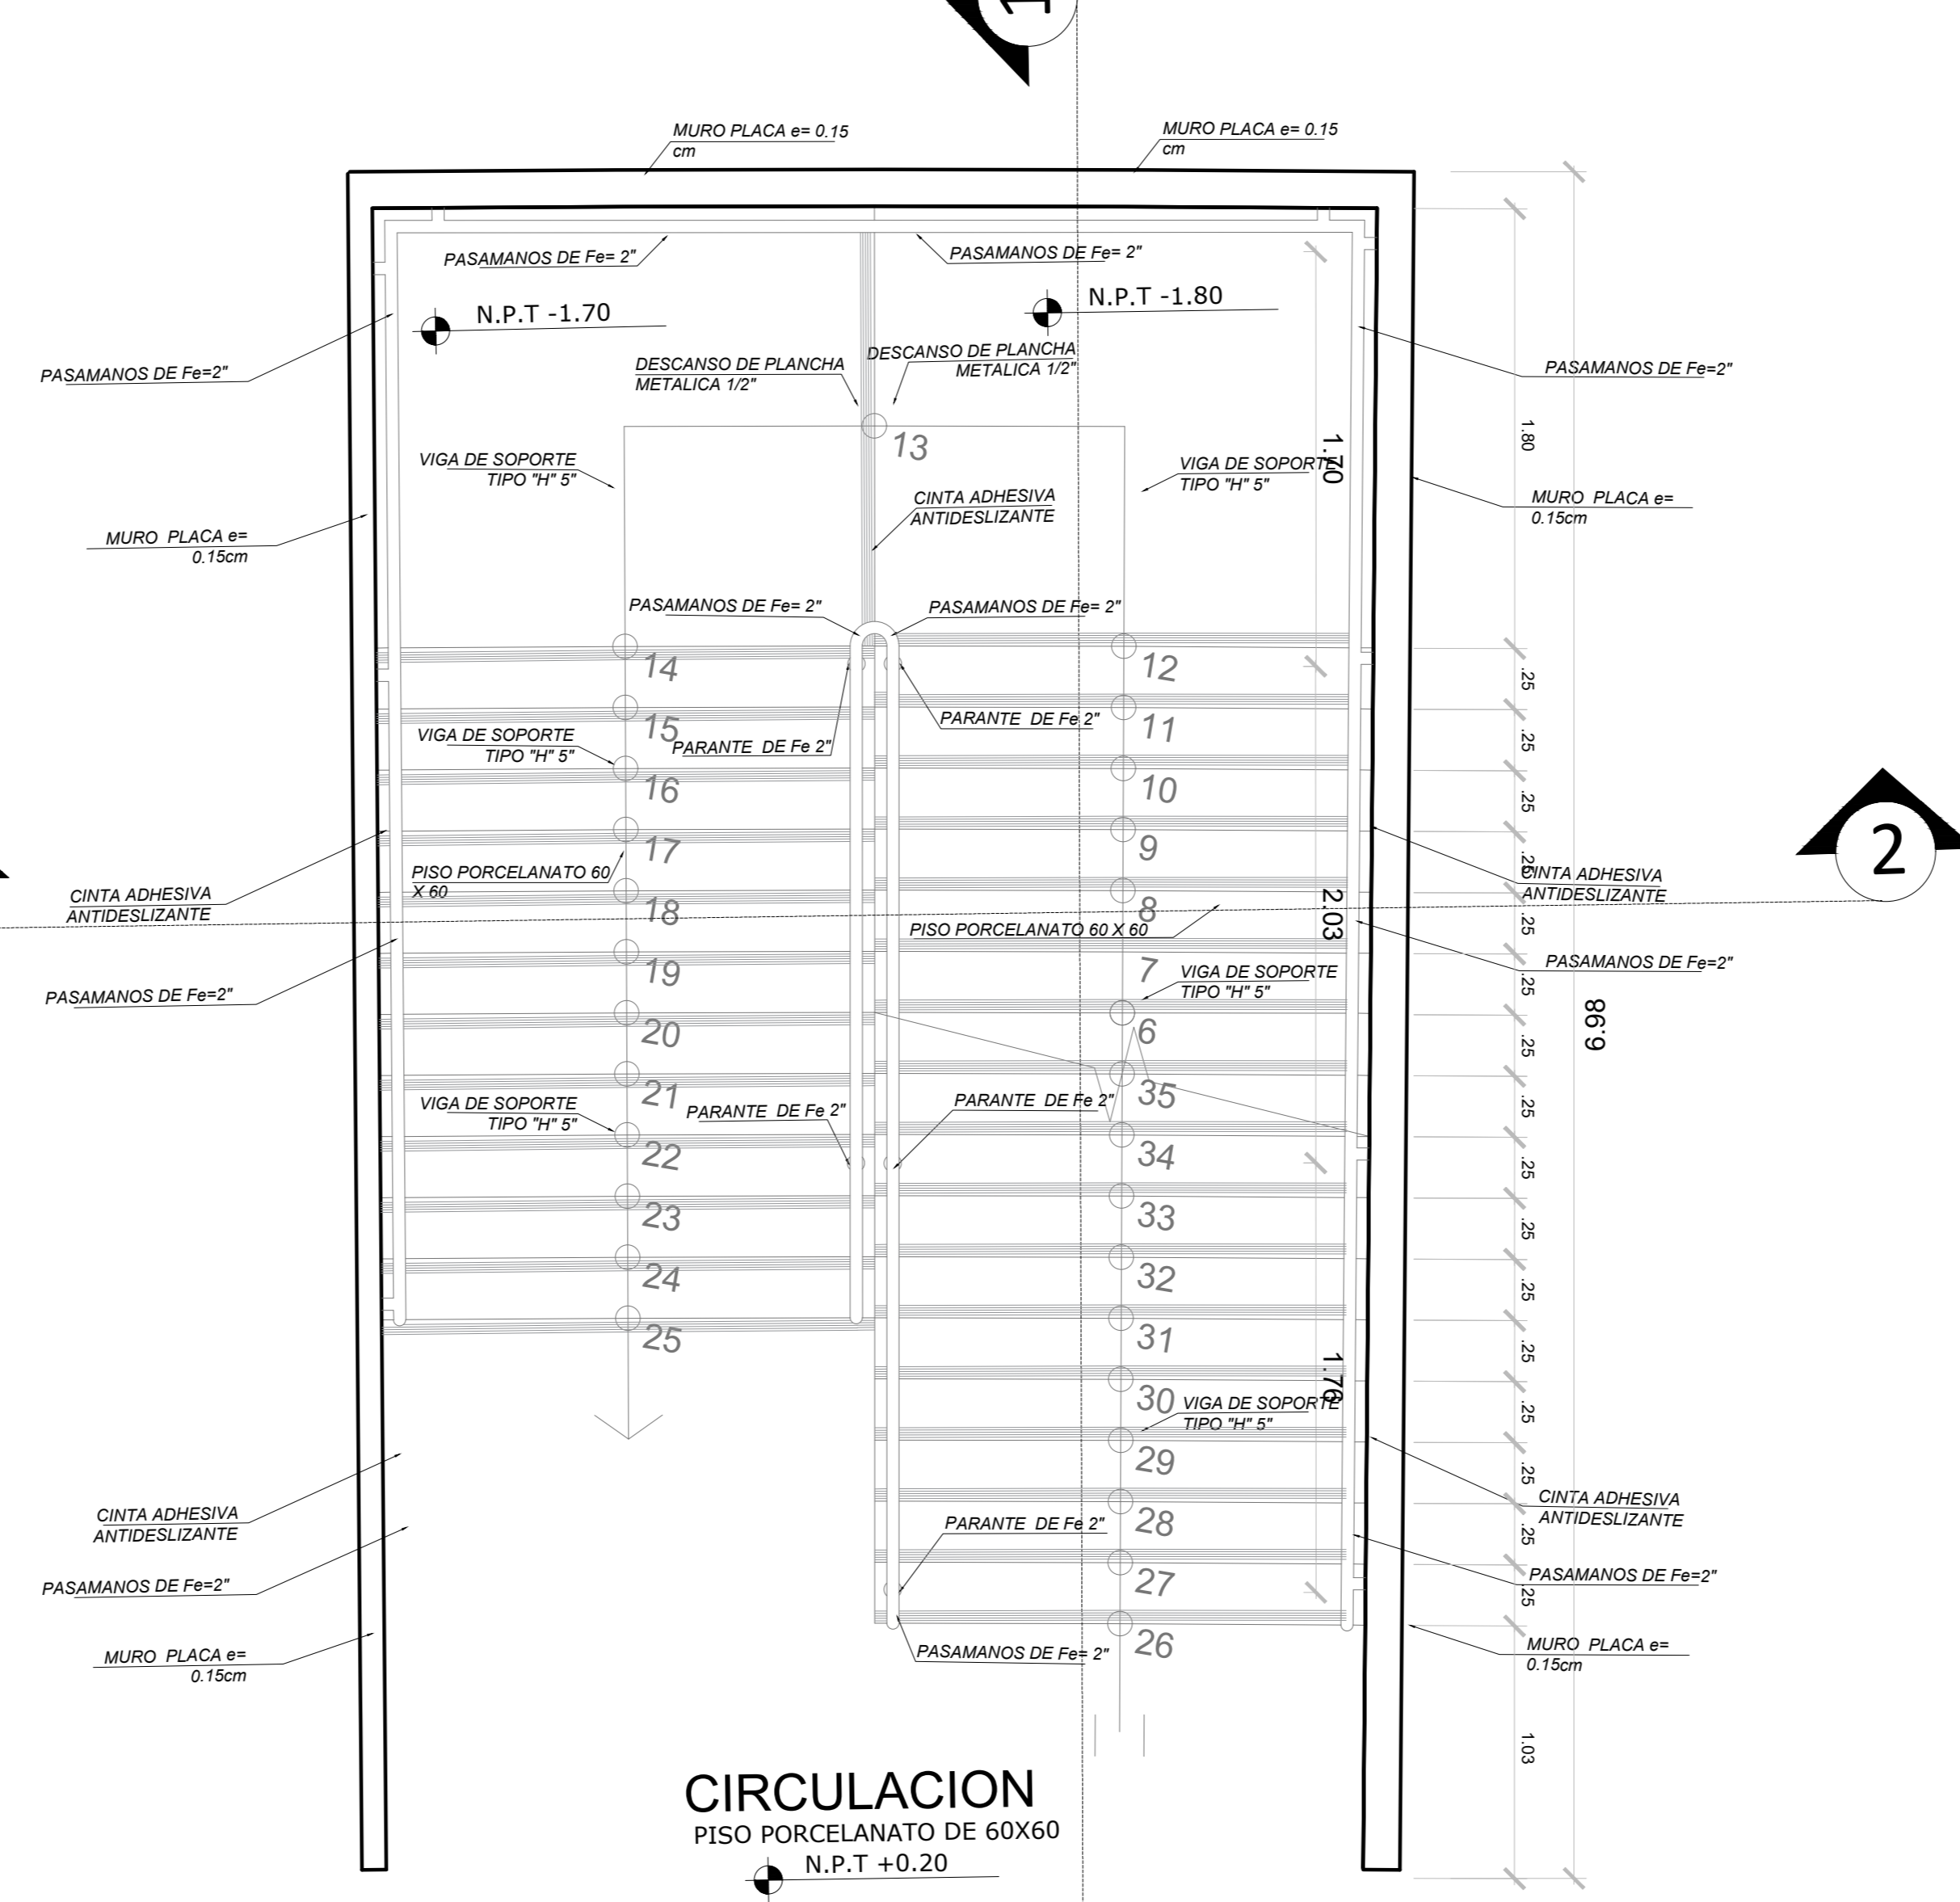 1
MURO PLACA e= 0.15
cm
MURO PLACA e= 0.15
cm
PASAMANOS DE Fe= 2"
PASAMANOS DE Fe= 2"
N.P.T -1.70
N.P.T -1.80
PASAMANOS DE Fe=2"
DESCANSO DE PLANCHA
METALICA 1/2"
DESCANSO DE PLANCHA
METALICA 1/2"
PASAMANOS DE Fe=2"
13
1.70
1.80
VIGA DE SOPORTE
TIPO "H" 5"
VIGA DE SOPORTE
TIPO "H" 5"
CINTA ADHESIVA
ANTIDESLIZANTE
MURO PLACA e=
0.15cm
MURO PLACA e=
0.15cm
PASAMANOS DE Fe= 2"
PASAMANOS DE Fe= 2"
14
12
.25
15
11
PARANTE DE Fe 2"
PARANTE DE Fe 2"
VIGA DE SOPORTE
TIPO "H" 5"
.25
16
10
.25
17
9
.25
2
PISO PORCELANATO 60
X 60
CINTA ADHESIVA
ANTIDESLIZANTE
CINTA ADHESIVA
ANTIDESLIZANTE
18
8
2.03
.25
PISO PORCELANATO 60 X 60
19
7
PASAMANOS DE Fe=2"
VIGA DE SOPORTE
TIPO "H" 5"
.25
PASAMANOS DE Fe=2"
20
6
.25
6.98
21
35
.25
VIGA DE SOPORTE
TIPO "H" 5"
PARANTE DE Fe 2"
PARANTE DE Fe 2"
22
34
.25
23
33
.25
24
32
.25
25
31
.25
30
1.76
VIGA DE SOPORTE
TIPO "H" 5"
29
.25
CINTA ADHESIVA
ANTIDESLIZANTE
CINTA ADHESIVA
ANTIDESLIZANTE
28
.25
PARANTE DE Fe 2"
PASAMANOS DE Fe=2"
27
PASAMANOS DE Fe=2"
.25
26
PASAMANOS DE Fe= 2"
MURO PLACA e=
0.15cm
MURO PLACA e=
0.15cm
1.03
CIRCULACION
PISO PORCELANATO DE 60X60
N.P.T +0.20